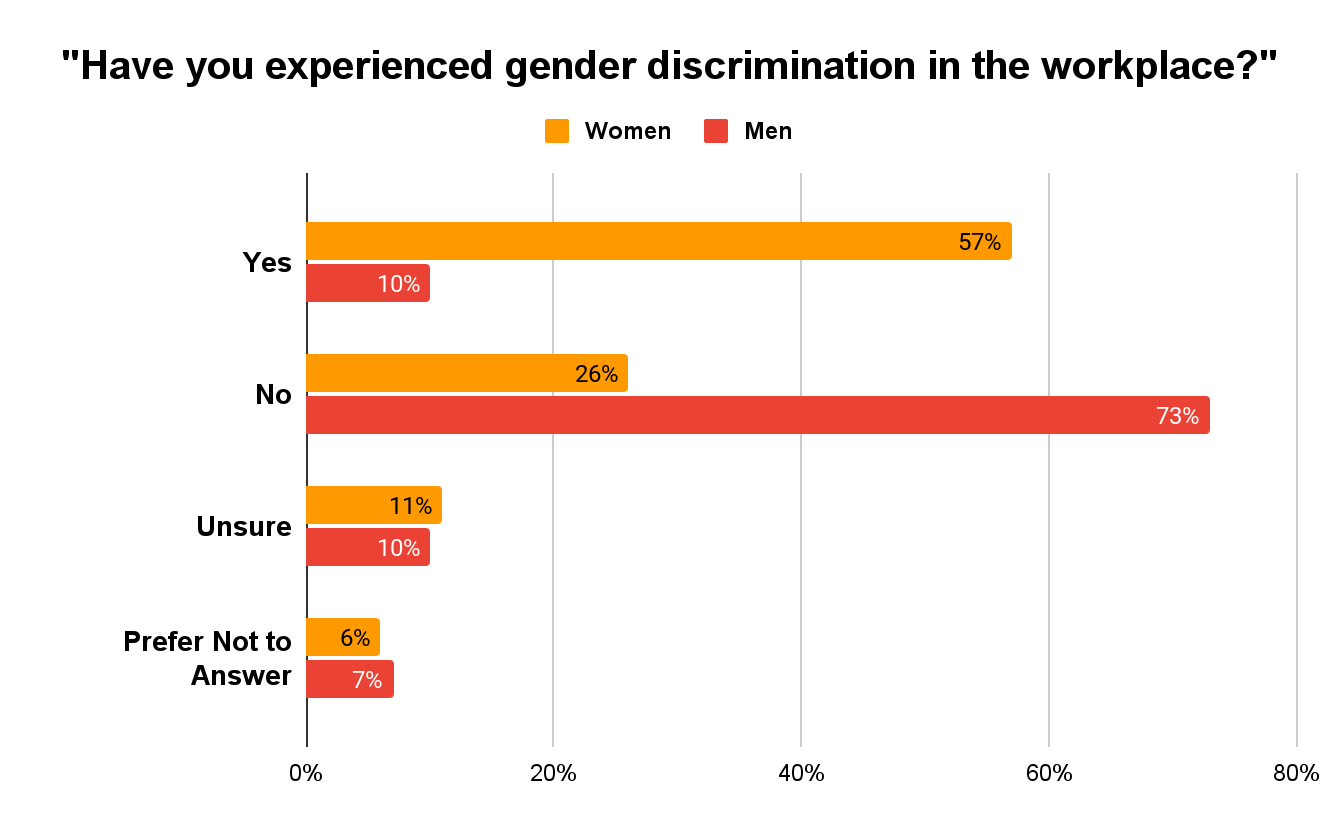 "Have you experienced gender discrimination in the workplace?"
Women Men
Yes
57%
10%
No
26%
73%
Unsure
11%
10%
Prefer Not to
Answer
6%
7%
0% 20% 40% 60% 80%